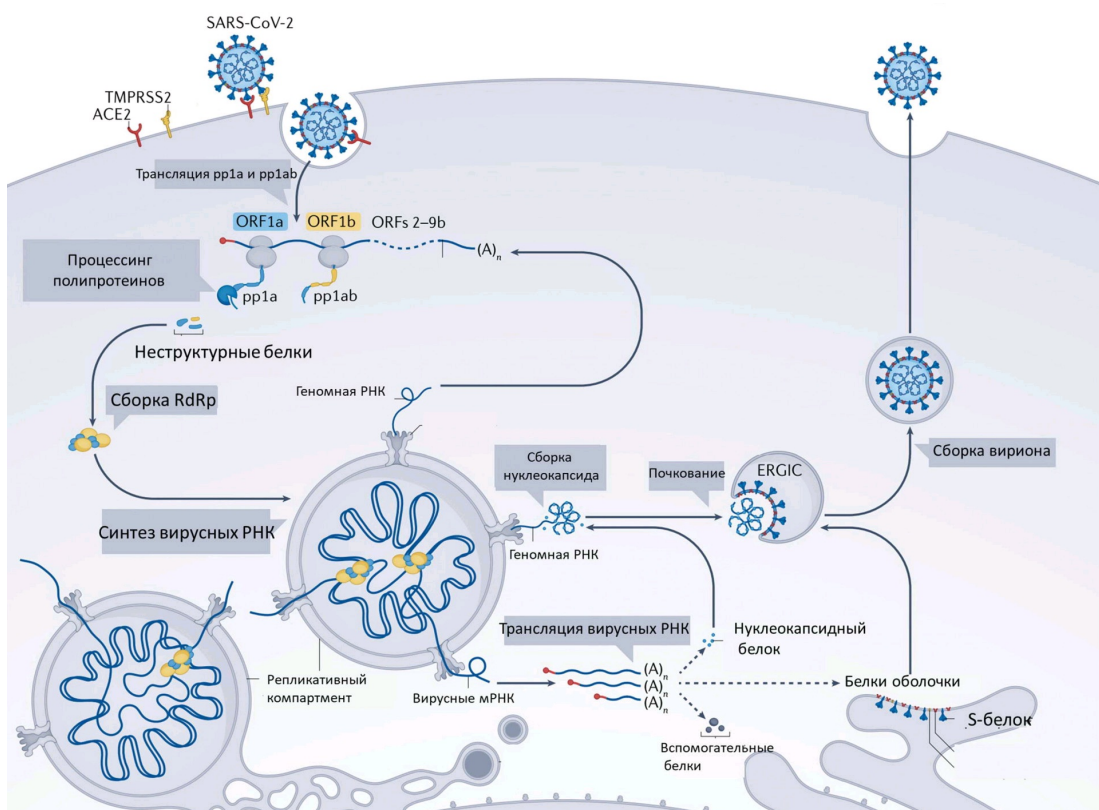 SARS-CoV-2
TMPRSS2
ACE2
Трансляция pp1a и pp1ab
ORF1a ORF1b ORFs 2–9b
(A)n
Процессинг
полипротеинов
pp1a pp1ab
Неструктурные белки
Сборка RdRp
Геномная РНК
Сборка
нуклеокапсида
Почкование
ERGIC
Сборка вириона
Синтез вирусных РНК
Геномная РНК
Трансляция вирусных РНК
Нуклеокапсидный
белок
Репликативный
компартмент
Вирусные мРНК
(A)n
(A)n
(A)n
Белки оболочки
S-белок
Вспомогательные
белки